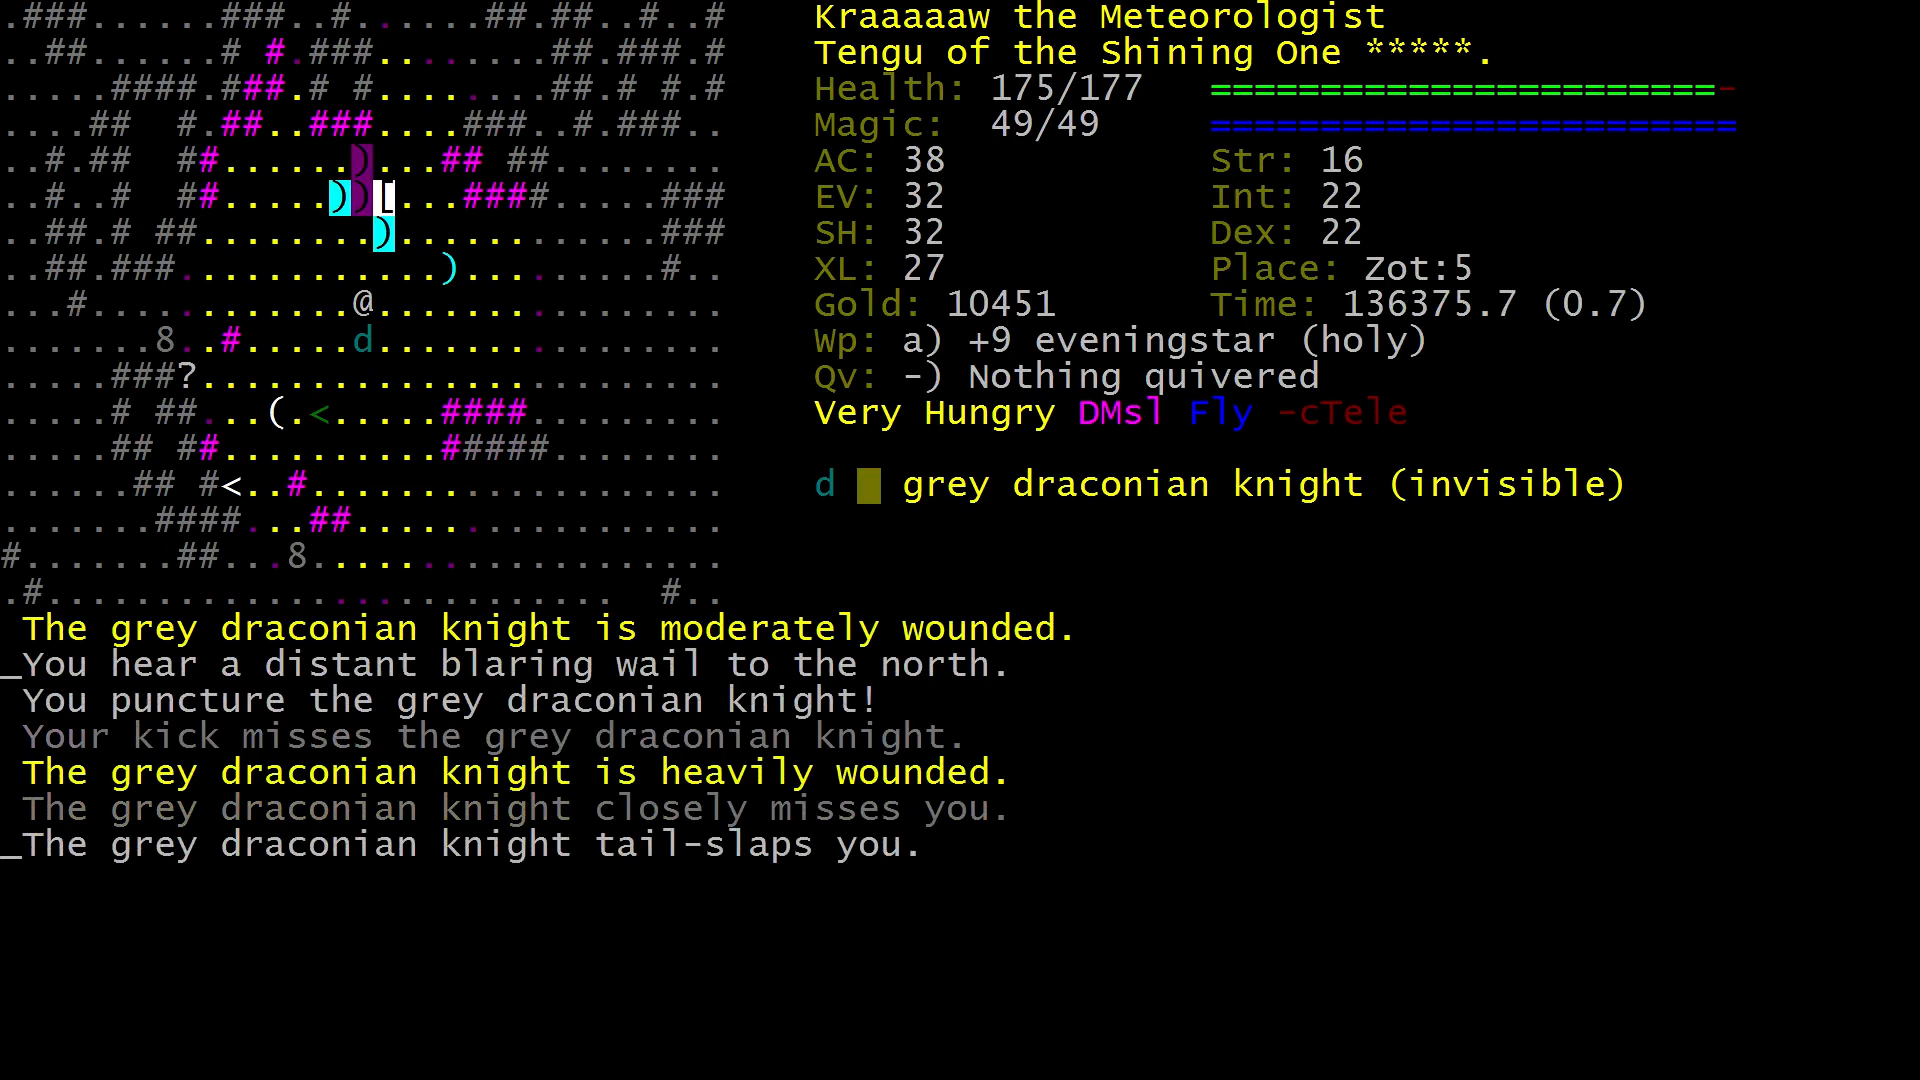 .###......###..#..,......##.##..#..#
..##......# #.###...........##.###.#
.....####.###.# #...........##.# #.#
....##  #.##..###....###..#.###..
..#.##  ##......)...## ##........
..#..#  ##.....))[...####.....###
..##.# ##........)................###
..##.###............)..........#..
...#    .........@................
.......8..#.....d................
.....###?........................
.....# ##...(.<.....####.........
.....## ##..........#####........
......## #<..#...................
.......####...##.................
#.......##...8...................
.#..........................  #..
Kraaaaaw the Meteorologist
Tengu of the Shining One *****.
Health: 175/177 =======================-
Magic: 49/49 ========================
AC: 38 Str: 16
EV: 32 Int: 22
SH: 32 Dex: 22
XL: 27 Place: Zot:5
Gold: 10451 Time: 136375.7 (0.7)
Wp: a) +9 eveningstar (holy)
Qv: -) Nothing quivered
Very Hungry DMsl Fly -cTele
d grey draconian knight (invisible)
The grey draconian knight is moderately wounded.
_You hear a distant blaring wail to the north.
You puncture the grey draconian knight!
Your kick misses the grey draconian knight.
The grey draconian knight is heavily wounded.
The grey draconian knight closely misses you.
_The grey draconian knight tail-slaps you.